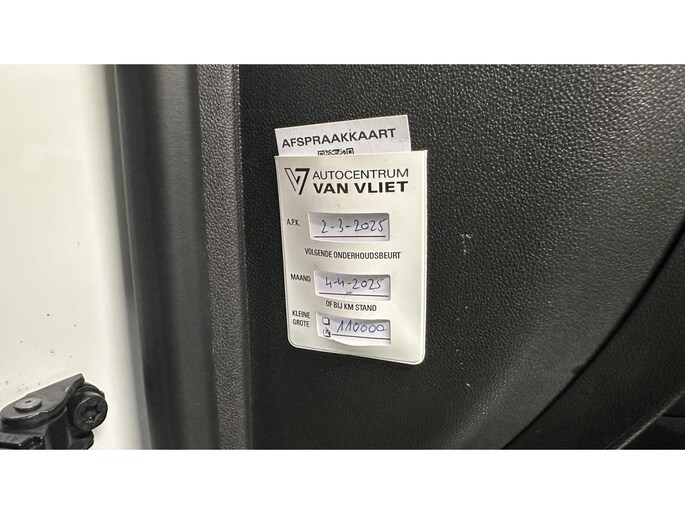 AFSPRAAKKAART
AUTOCENTRUM
VAN VLIET
A.P.K. 2-3-2025
VOLGENDE ONDERHOUDSBEURT
MAAND 4-4-2025
OF BIJ KM STAND
KLEINE
GROTE 110000